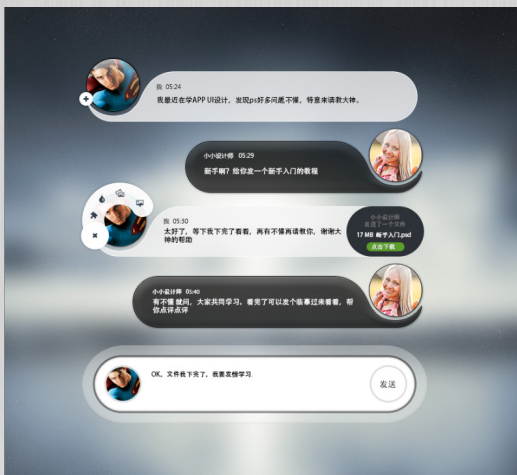 我 05:24
我最近在学APP UI设计，发现ps好多问题不懂，特意来请教大神。
小小设计师 05:29
新手啊？给你发一个新手入门的教程
我 05:30
太好了，等下我下完了看看，再有不懂再请教你，谢谢大
神的帮助
小小设计师
发送了一个文件
17 MB 新手入门.psd
点击下载
小小设计师 05:40
有不懂就问，大家共同学习，看完了可以发个临摹过来看看，帮
你点评点评
OK，文件我下完了，我要发奋学习.
发送